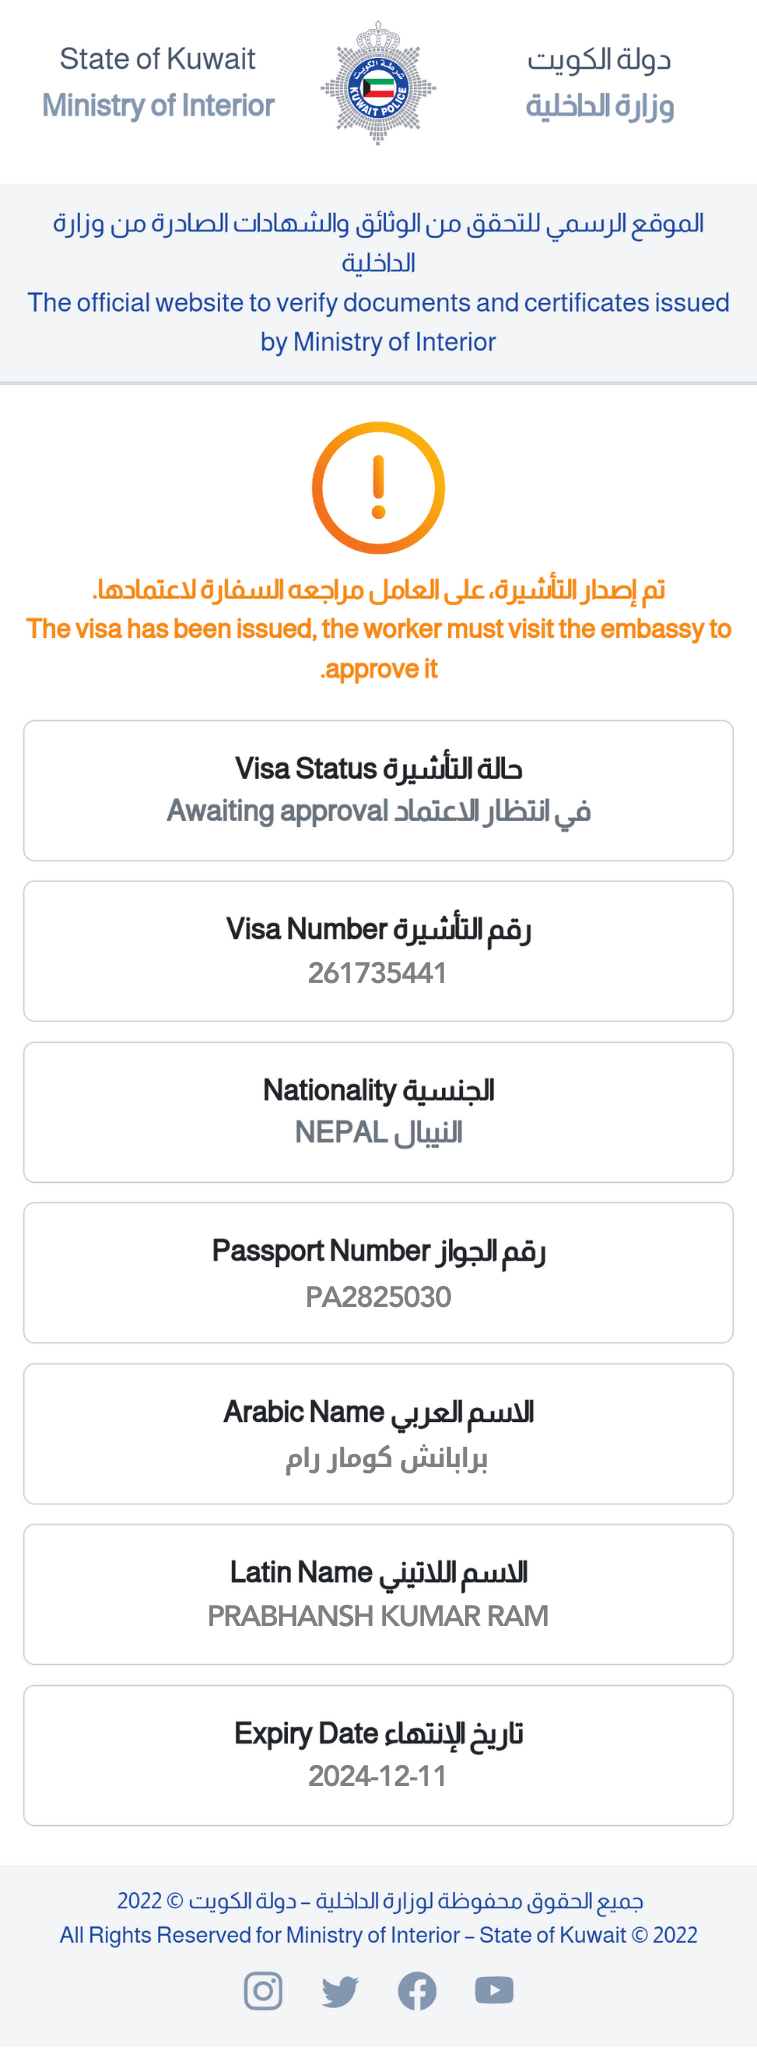 State of Kuwait
Ministry of Interior
شرطة الكويت
KUWAIT POLICE
دولة الكويت
وزارة الداخلية
الموقع الرسمي للتحقق من الوثائق والشهادات الصادرة من وزارة
الداخلية
The official website to verify documents and certificates issued
by Ministry of Interior
تم إصدار التأشيرة، على العامل مراجعه السفارة لاعتمادها.
The visa has been issued, the worker must visit the embassy to
.approve it
Visa Status حالة التأشيرة
Awaiting approval في انتظار الاعتماد
Visa Number رقم التأشيرة
261735441
Nationality الجنسية
NEPAL النيبال
Passport Number رقم الجواز
PA2825030
Arabic Name الاسم العربي
برابانش كومار رام
Latin Name الاسم اللاتيني
PRABHANSH KUMAR RAM
Expiry Date تاريخ الإنتهاء
2024-12-11
جميع الحقوق محفوظة لوزارة الداخلية – دولة الكويت © 2022
All Rights Reserved for Ministry of Interior – State of Kuwait © 2022